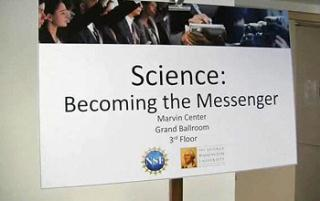 Science:
Becoming the Messenger
Marvin Center
Grand Ballroom
3rd Floor
NSF
THE GEORGE
WASHINGTON
UNIVERSITY